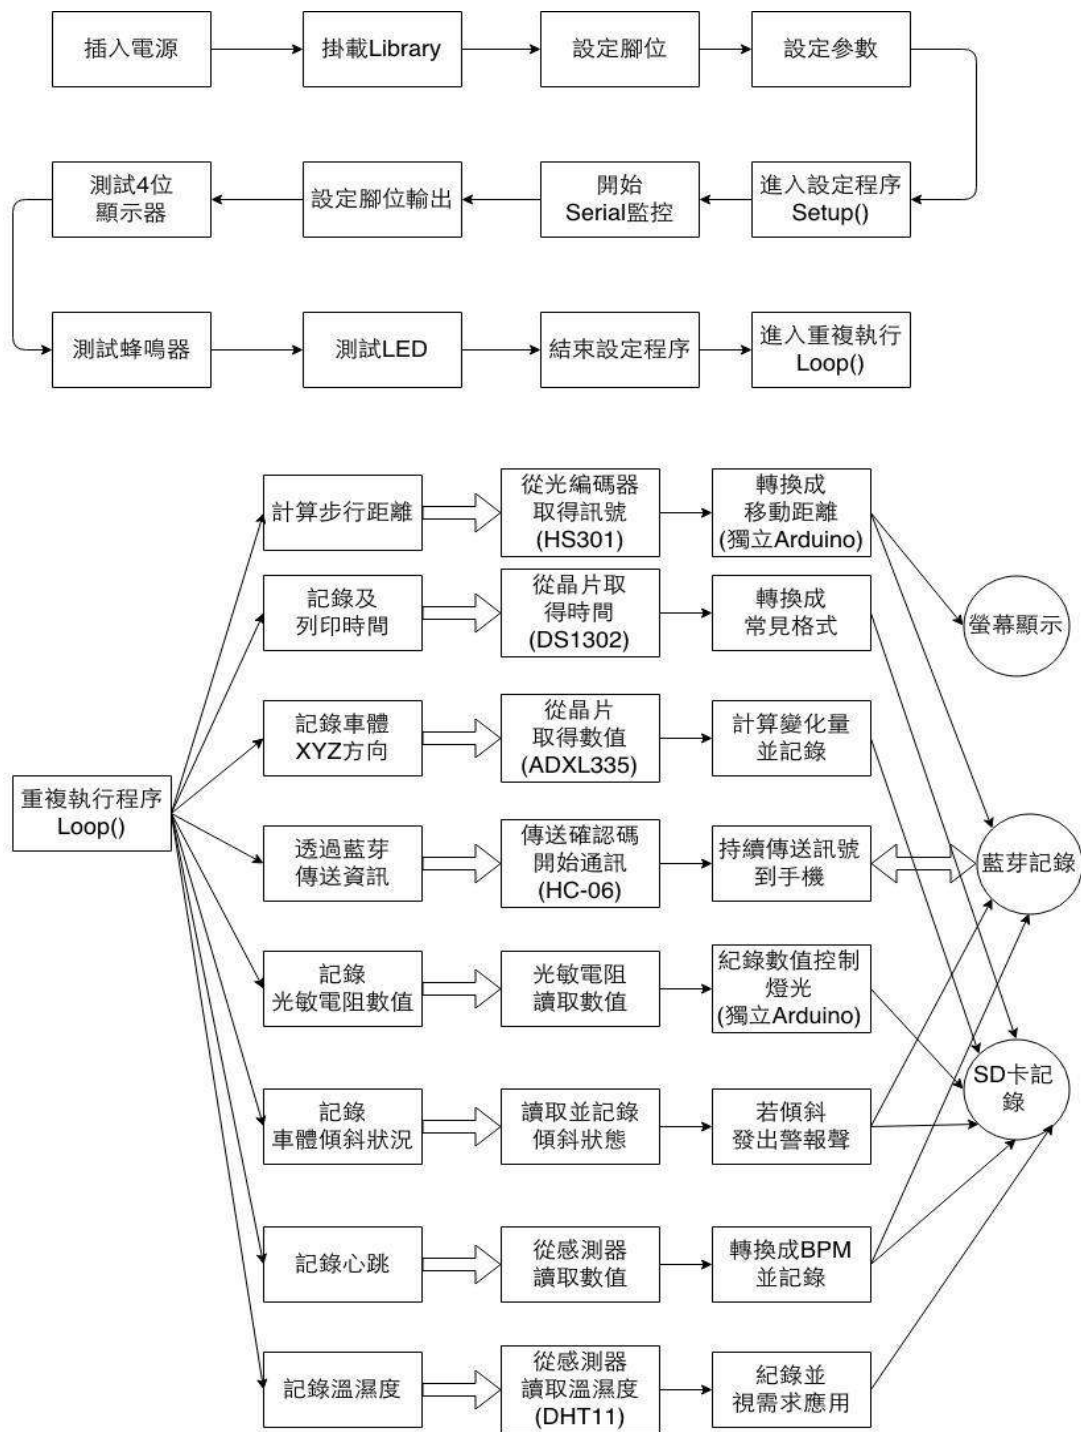 插入電源
掛載Library
設定腳位
設定參數
測試4位
顯示器
設定腳位輸出
開始
Serial監控
進入設定程序
Setup()
測試蜂鳴器
測試LED
結束設定程序
進入重複執行
Loop()
計算步行距離
從光編碼器
取得訊號
(HS301)
轉換成
移動距離
(獨立Arduino)
記錄及
列印時間
從晶片取
得時間
(DS1302)
轉換成
常見格式
螢幕顯示
記錄車體
XYZ方向
從晶片
取得數值
(ADXL335)
計算變化量
並記錄
重複執行程序
Loop()
透過藍芽
傳送資訊
傳送確認碼
開始通訊
(HC-06)
持續傳送訊號
到手機
藍芽記錄
記錄
光敏電阻數值
光敏電阻
讀取數值
紀錄數值控制
燈光
(獨立Arduino)
SD卡記
錄
記錄
車體傾斜狀況
讀取並記錄
傾斜狀態
若傾斜
發出警報聲
記錄心跳
從感測器
讀取數值
轉換成BPM
並記錄
記錄溫濕度
從感測器
讀取溫濕度
(DHT11)
紀錄並
視需求應用